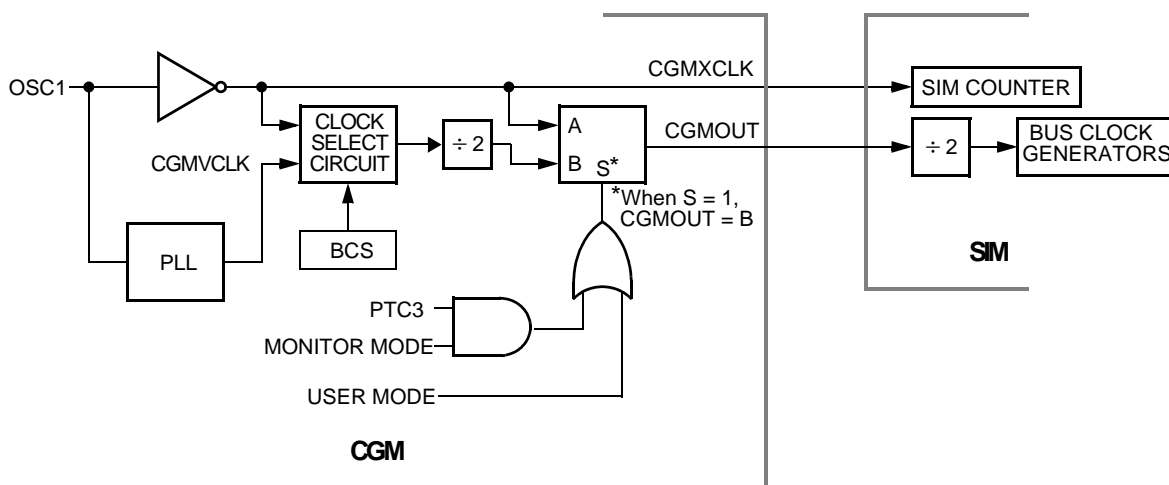 OSC1
CGMXCLK
SIM COUNTER
CLOCK
SELECT
CIRCUIT
÷ 2
A
B
S*
CGMOUT
÷ 2
BUS CLOCK
GENERATORS
CGMVCLK
*When S = 1,
CGMOUT = B
BCS
PLL
SIM
PTC3
MONITOR MODE
USER MODE
CGM